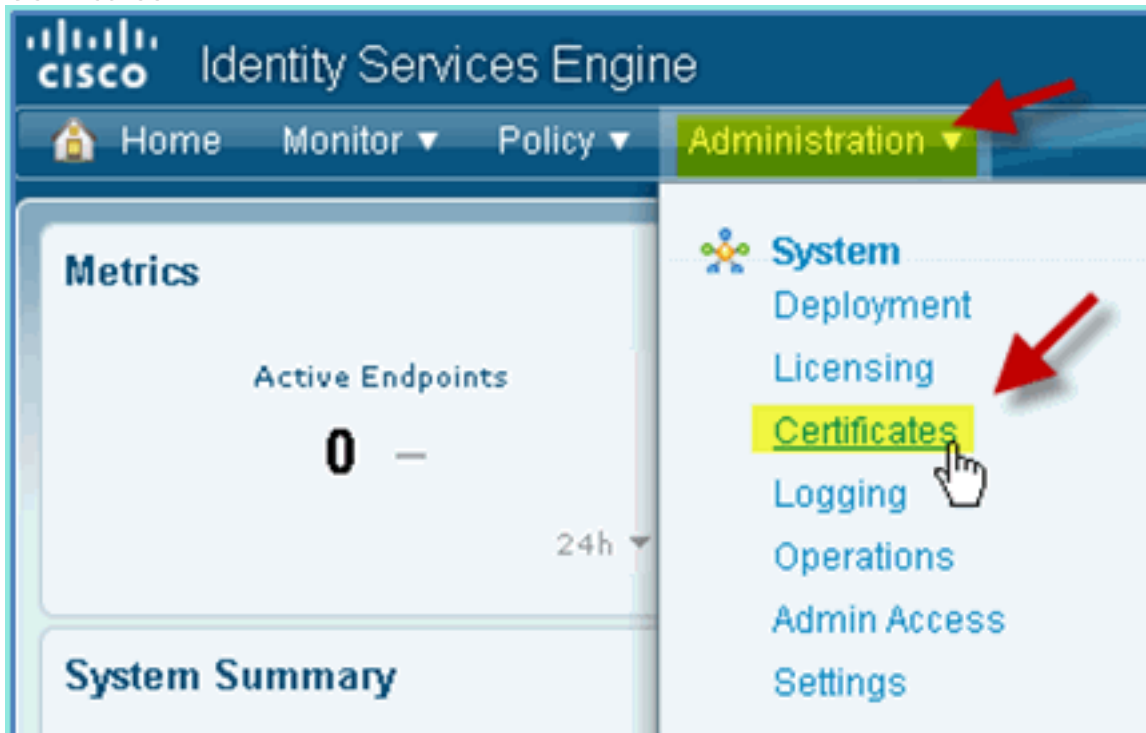 CISCO Identity Services Engine
Home Monitor ▼ Policy ▼ Administration ▼
Metrics
Active Endpoints
0 –
24h ▼
System Summary
System
Deployment
Licensing
Certificates
Logging
Operations
Admin Access
Settings